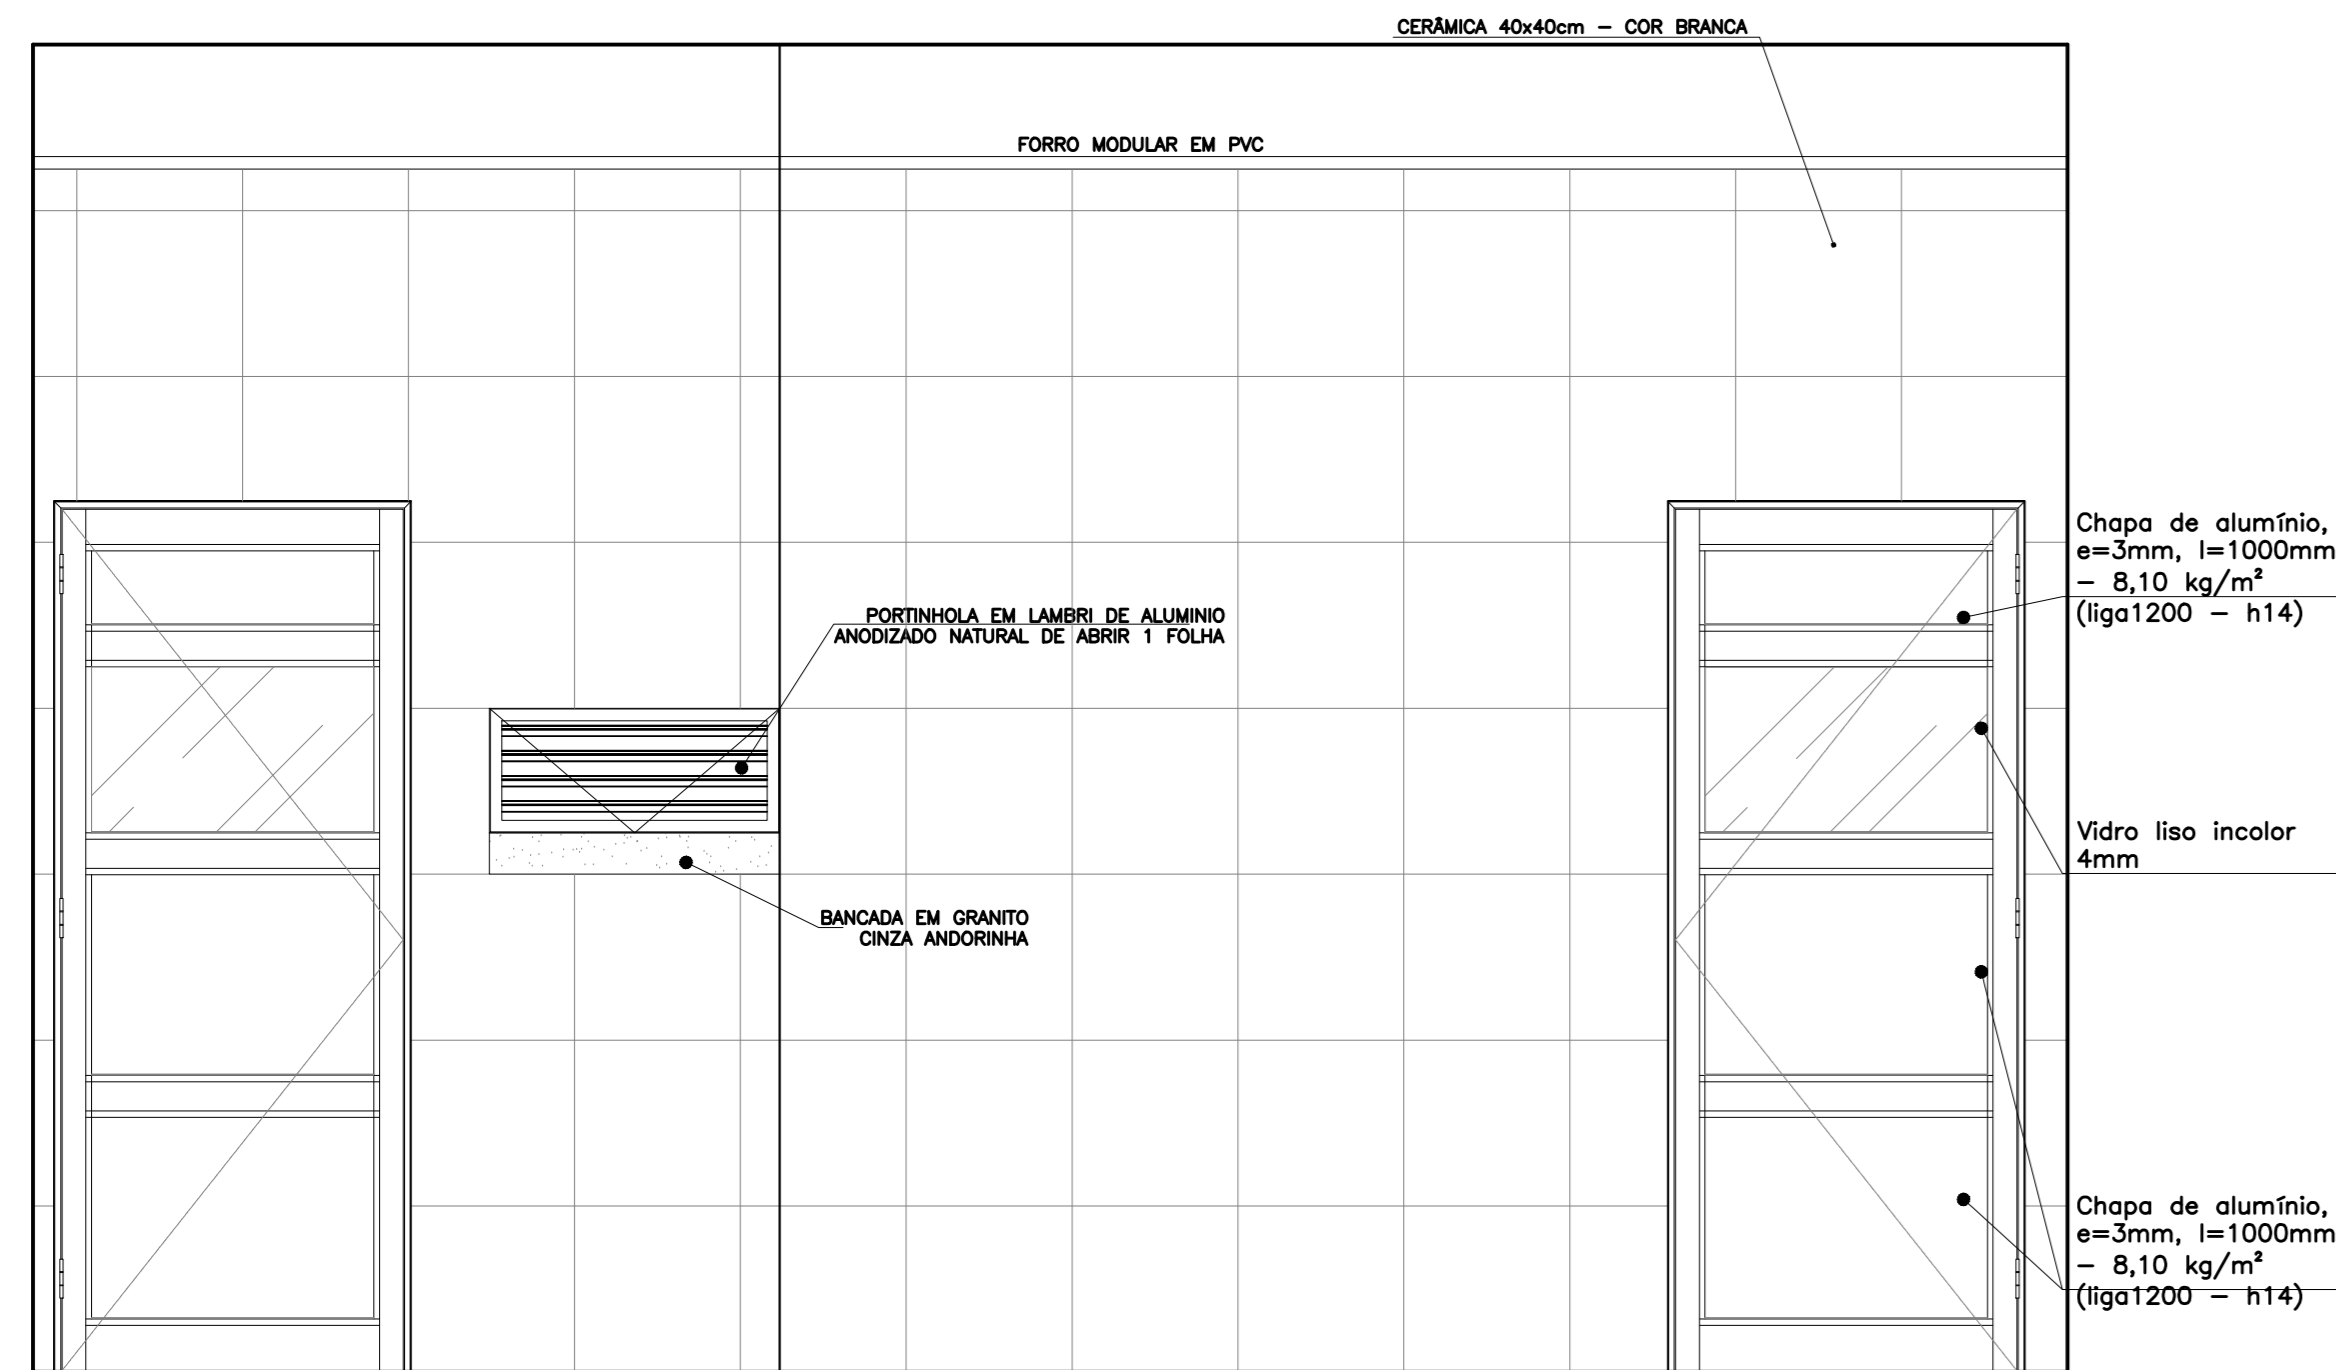 CERÂMICA 40x40cm – COR BRANCA
FORRO MODULAR EM PVC
Chapa de alumínio,
e=3mm, l=1000mm
– 8,10 kg/m²
(liga1200 – h14)
PORTINHOLA EM LAMBRI DE ALUMINIO
ANODIZADO NATURAL DE ABRIR 1 FOLHA
Vidro liso incolor
4mm
BANCADA EM GRANITO
CINZA ANDORINHA
Chapa de alumínio,
e=3mm, l=1000mm
– 8,10 kg/m²
(liga1200 – h14)